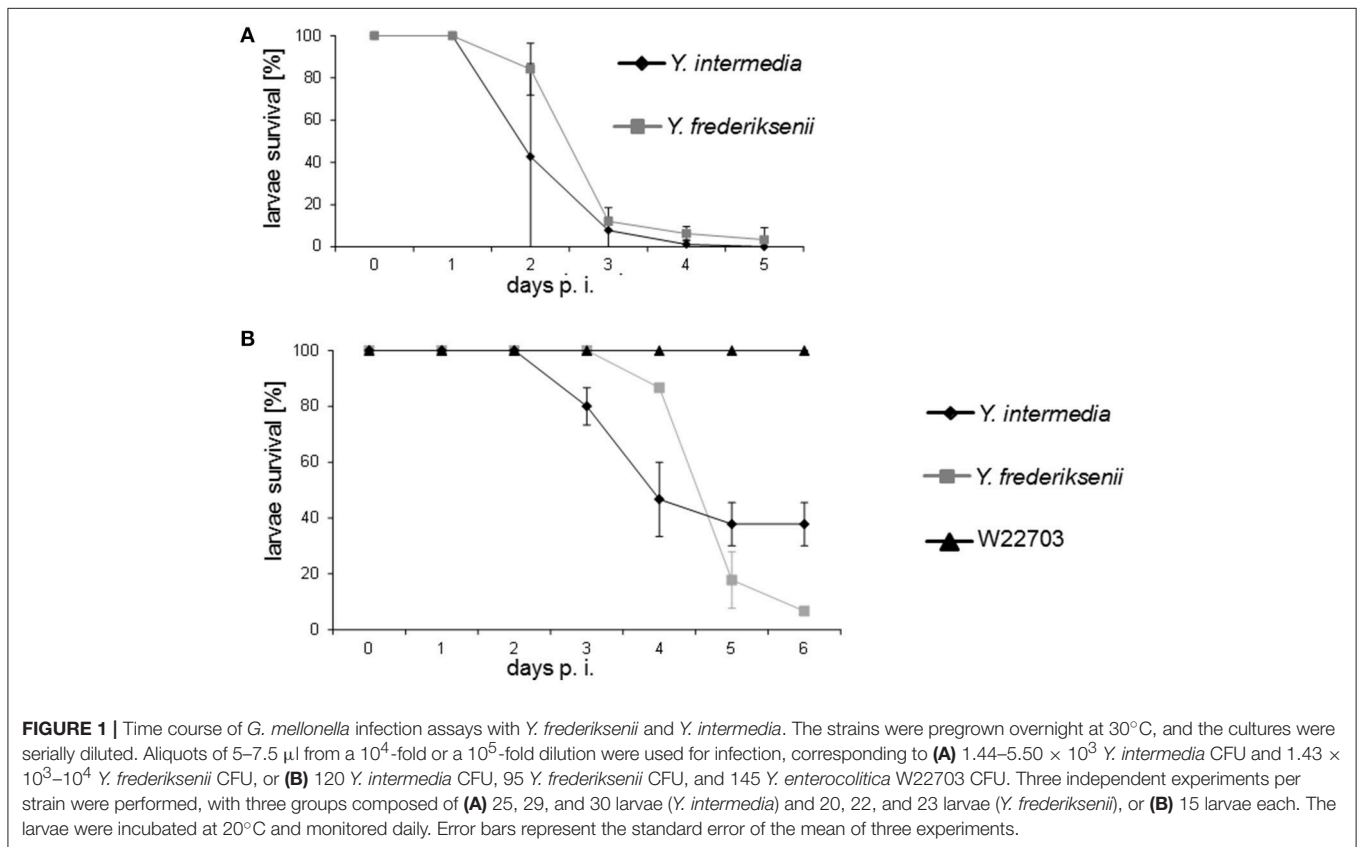 A
larvae survival [%]
100
80
60
40
20
0
0 1 2 3 4 5
days p. i.
Y. intermedia
Y. frederiksenii
B
larvae survival [%]
100
80
60
40
20
0
0 1 2 3 4 5 6
days p. i.
Y. intermedia
Y. frederiksenii
W22703
FIGURE 1 | Time course of G. mellonella infection assays with Y. frederiksenii and Y. intermedia. The strains were pregrown overnight at 30°C, and the cultures were
serially diluted. Aliquots of 5–7.5 μl from a 10⁴-fold or a 10⁵-fold dilution were used for infection, corresponding to (A) 1.44–5.50 × 10³ Y. intermedia CFU and 1.43 ×
10³–10⁴ Y. frederiksenii CFU, or (B) 120 Y. intermedia CFU, 95 Y. frederiksenii CFU, and 145 Y. enterocolitica W22703 CFU. Three independent experiments per
strain were performed, with three groups composed of (A) 25, 29, and 30 larvae (Y. intermedia) and 20, 22, and 23 larvae (Y. frederiksenii), or (B) 15 larvae each. The
larvae were incubated at 20°C and monitored daily. Error bars represent the standard error of the mean of three experiments.